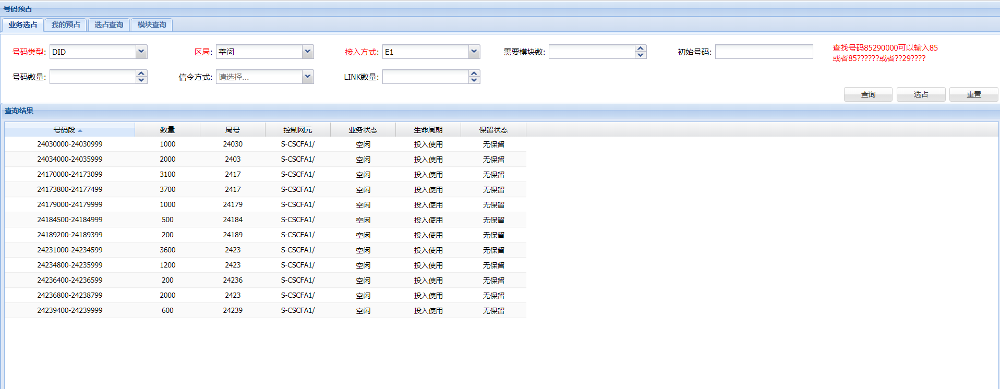 号码预占
业务选占 我的预占 选占查询 模块查询
号码类型: DID 区局: 莘闵 接入方式: E1 需要模块数: 初始号码: 查找号码85290000可以输入85
或者85??????或者??29????
号码数量: 信令方式: 请选择... LINK数量:
查询 选占 重置
查询结果
号码段 数量 局号 控制网元 业务状态 生命周期 保留状态
24030000-24030999 1000 24030 S-CSCFA1/ 空闲 投入使用 无保留
24034000-24035999 2000 2403 S-CSCFA1/ 空闲 投入使用 无保留
24170000-24173099 3100 2417 S-CSCFA1/ 空闲 投入使用 无保留
24173800-24177499 3700 2417 S-CSCFA1/ 空闲 投入使用 无保留
24179000-24179999 1000 24179 S-CSCFA1/ 空闲 投入使用 无保留
24184500-24184999 500 24184 S-CSCFA1/ 空闲 投入使用 无保留
24189200-24189399 200 24189 S-CSCFA1/ 空闲 投入使用 无保留
24231000-24234599 3600 2423 S-CSCFA1/ 空闲 投入使用 无保留
24234800-24235999 1200 2423 S-CSCFA1/ 空闲 投入使用 无保留
24236400-24236599 200 24236 S-CSCFA1/ 空闲 投入使用 无保留
24236800-24238799 2000 2423 S-CSCFA1/ 空闲 投入使用 无保留
24239400-24239999 600 24239 S-CSCFA1/ 空闲 投入使用 无保留